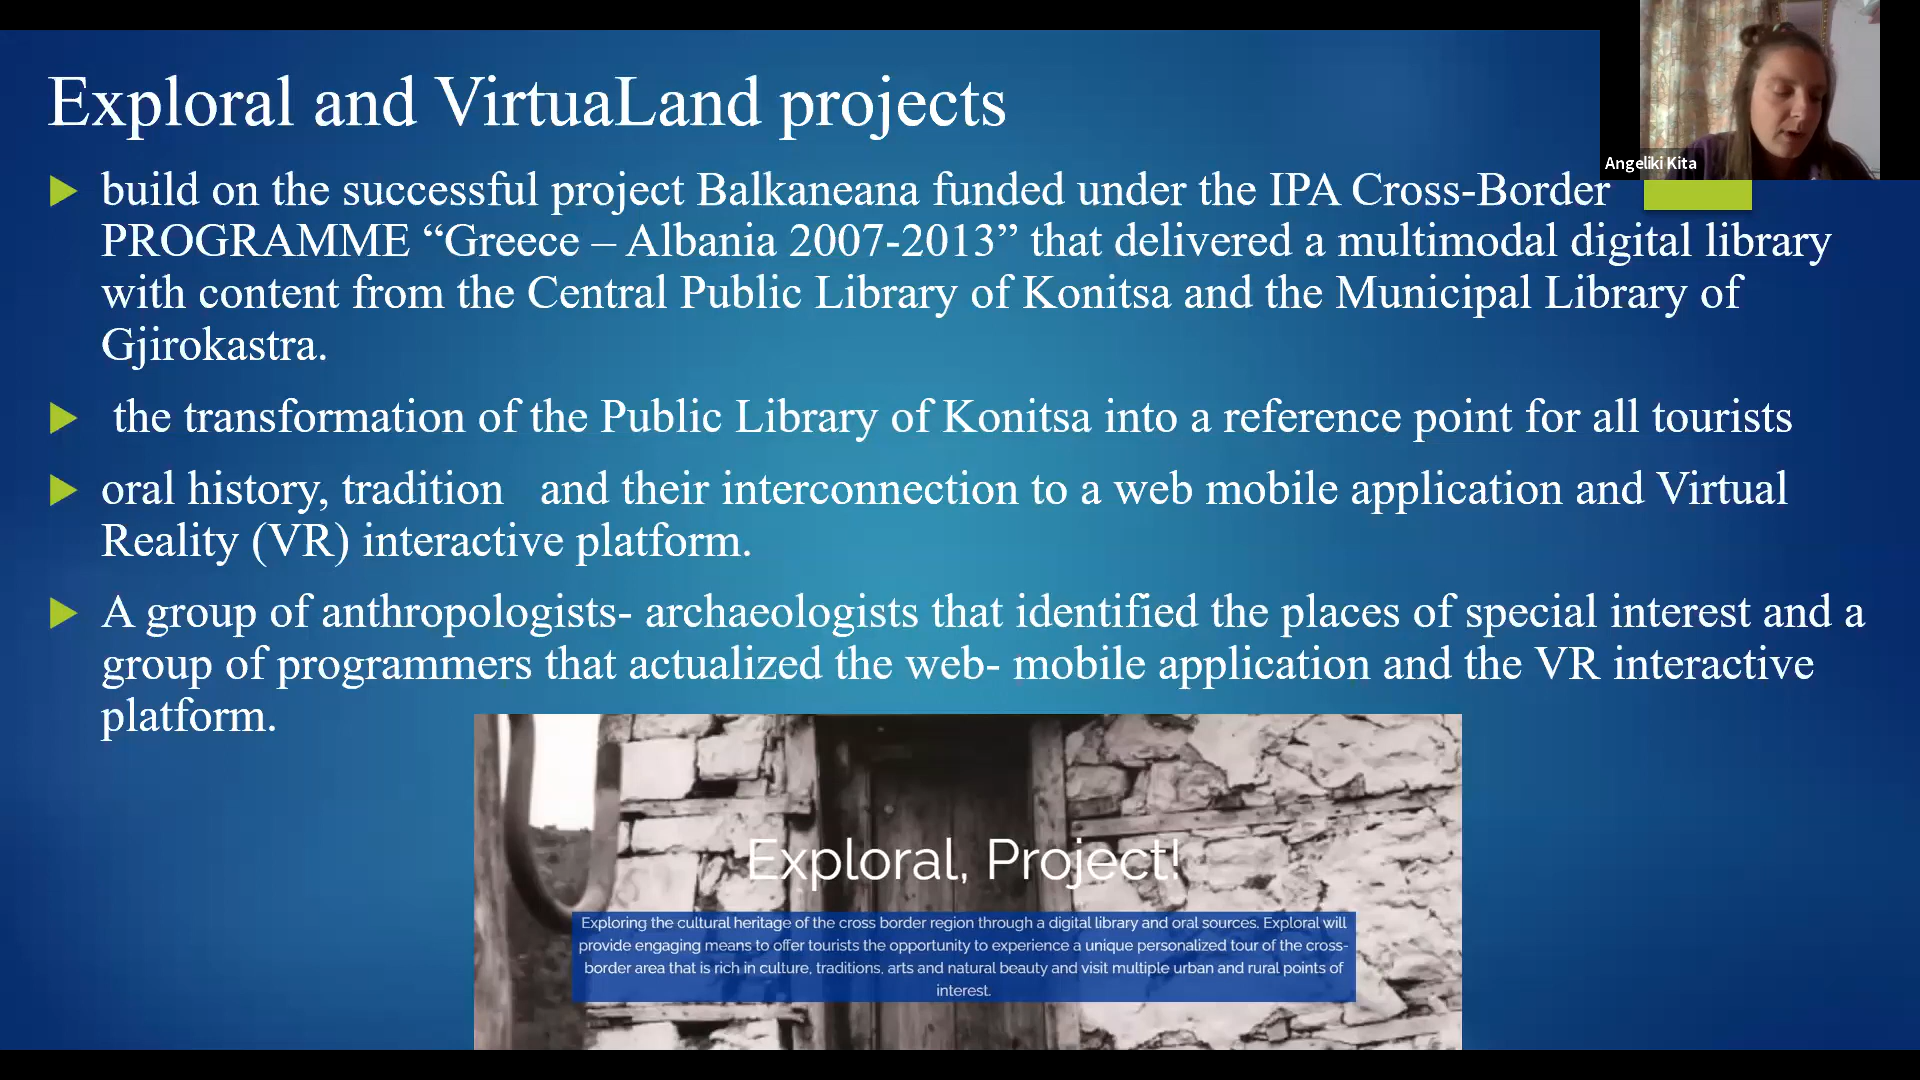 Exploral and VirtuaLand projects
Angeliki Kita
build on the successful project Balkaneana funded under the IPA Cross-Border
PROGRAMME “Greece – Albania 2007-2013” that delivered a multimodal digital library
with content from the Central Public Library of Konitsa and the Municipal Library of
Gjirokastra.
the transformation of the Public Library of Konitsa into a reference point for all tourists
oral history, tradition and their interconnection to a web mobile application and Virtual
Reality (VR) interactive platform.
A group of anthropologists- archaeologists that identified the places of special interest and a
group of programmers that actualized the web- mobile application and the VR interactive
platform.
Exploral, Project!
Exploring the cultural heritage of the cross border region through a digital library and oral sources. Exploral will
provide engaging means to offer tourists the opportunity to experience a unique personalized tour of the cross-
border area that is rich in culture, traditions, arts and natural beauty and visit multiple urban and rural points of
interest.